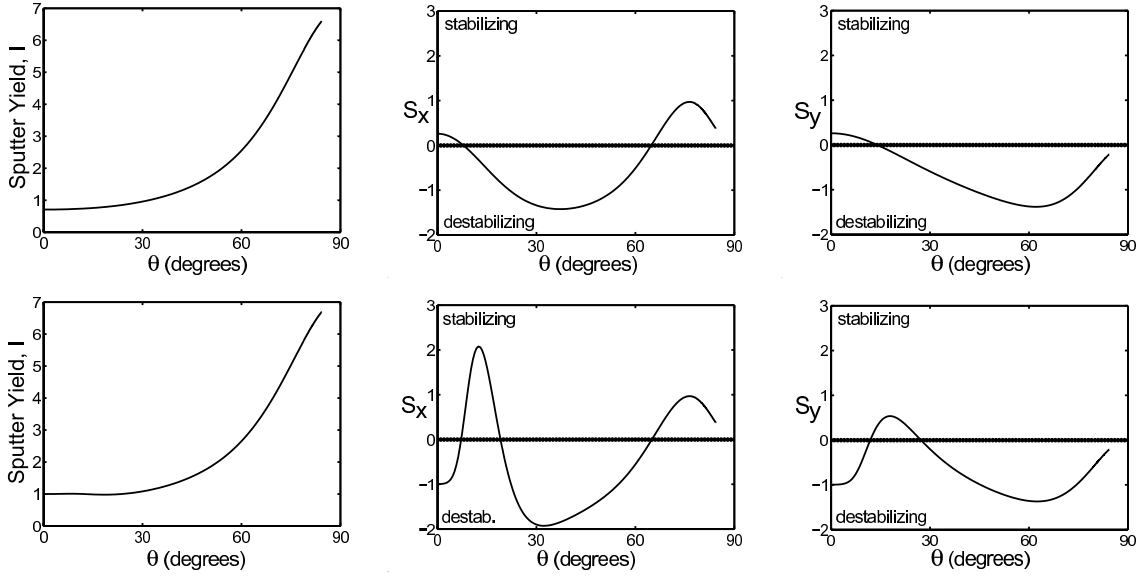 7
6
5
4
3
2
1
0
Sputter Yield, I
0 30 60 90
θ (degrees)
3
2
1
0
−1
−2
Sx
stabilizing
destabilizing
0 30 60 90
θ (degrees)
3
2
1
0
−1
−2
Sy
stabilizing
destabilizing
0 30 60 90
θ (degrees)
7
6
5
4
3
2
1
0
Sputter Yield, I
0 30 60 90
θ (degrees)
3
2
1
0
−1
−2
Sx
stabilizing
destab.
0 30 60 90
θ (degrees)
3
2
1
0
−1
−2
Sy
stabilizing
destabilizing
0 30 60 90
θ (degrees)